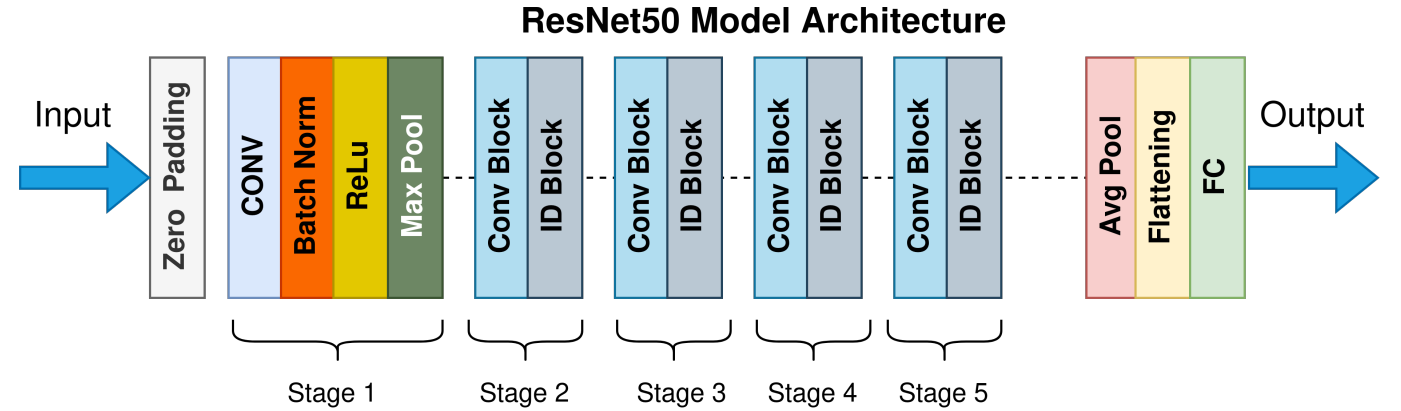 ResNet50 Model Architecture
Input
Zero Padding
CONV
Batch Norm
ReLu
Max Pool
Conv Block
ID Block
Conv Block
ID Block
Conv Block
ID Block
Conv Block
ID Block
Avg Pool
Flattening
FC
Output
Stage 1
Stage 2
Stage 3
Stage 4
Stage 5